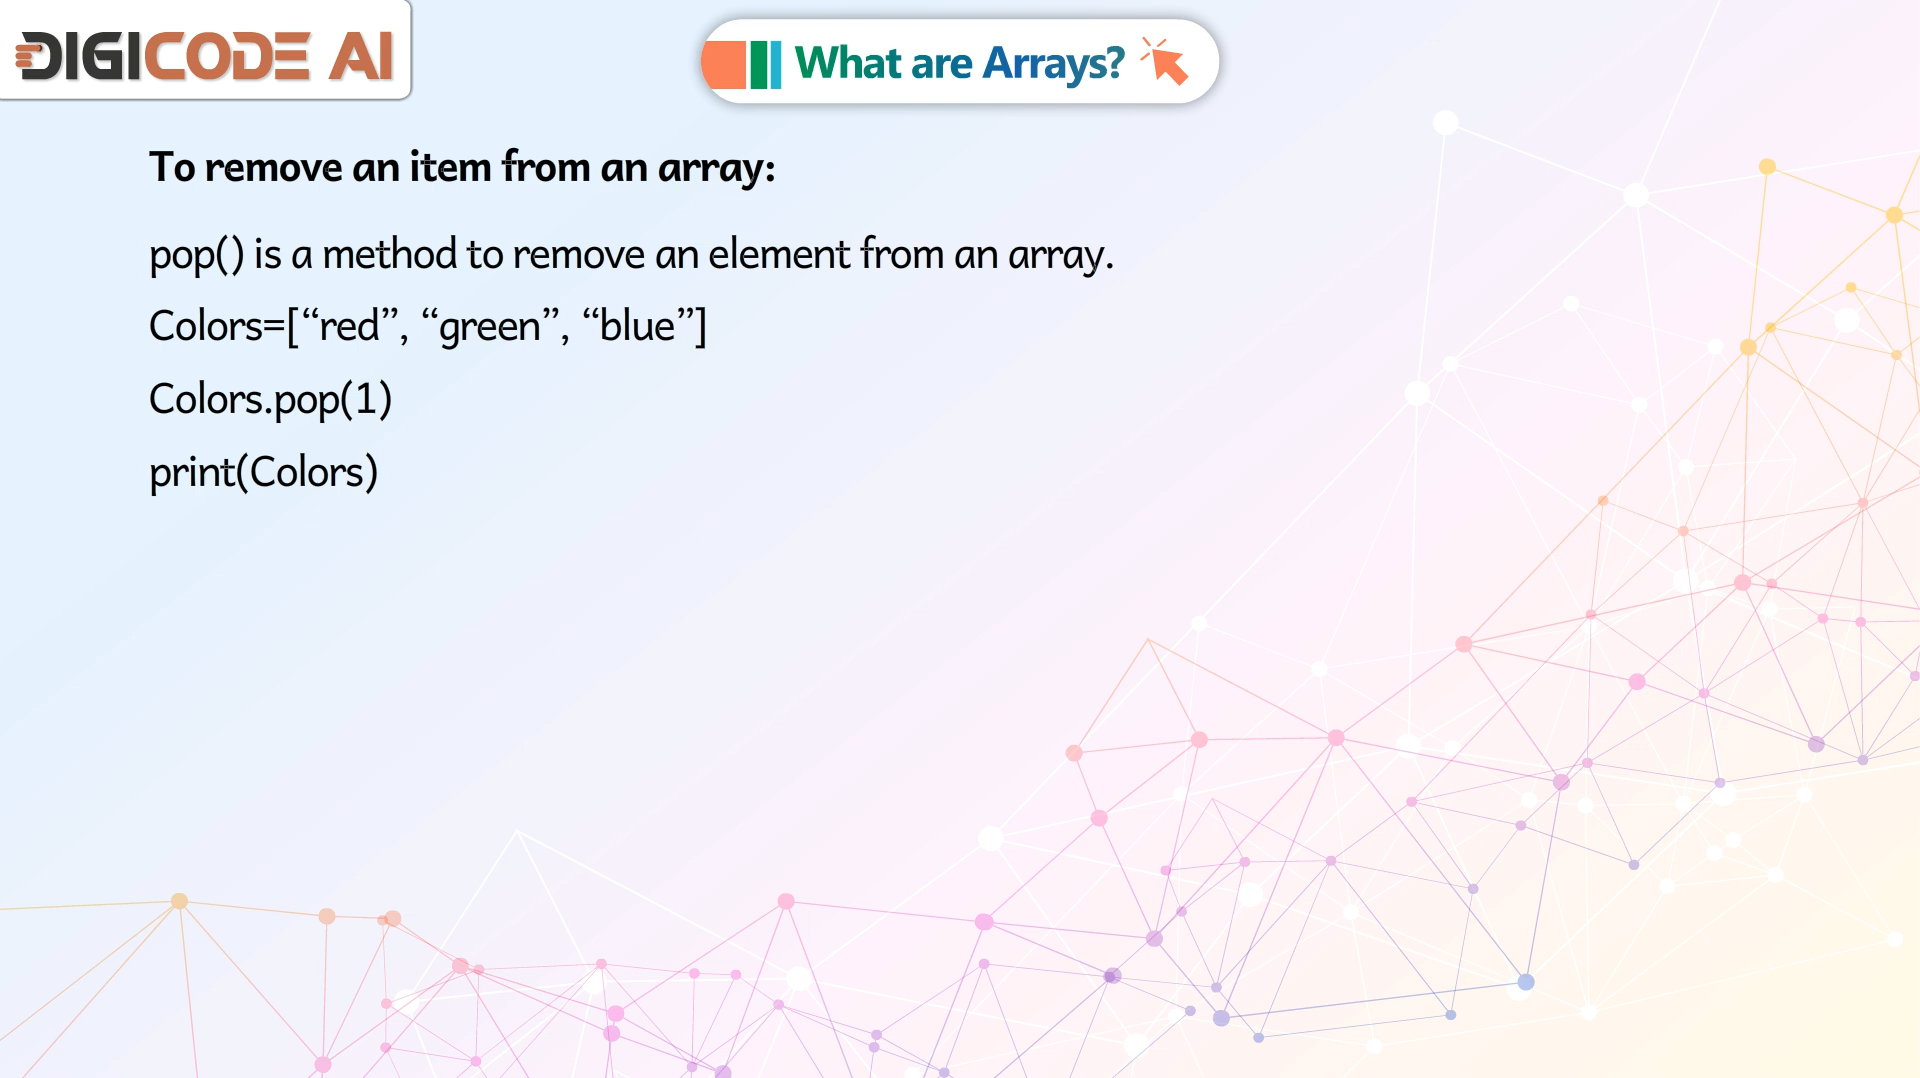 DIGICODE AI
What are Arrays?
To remove an item from an array:
pop() is a method to remove an element from an array.
Colors=[“red”, “green”, “blue”]
Colors.pop(1)
print(Colors)